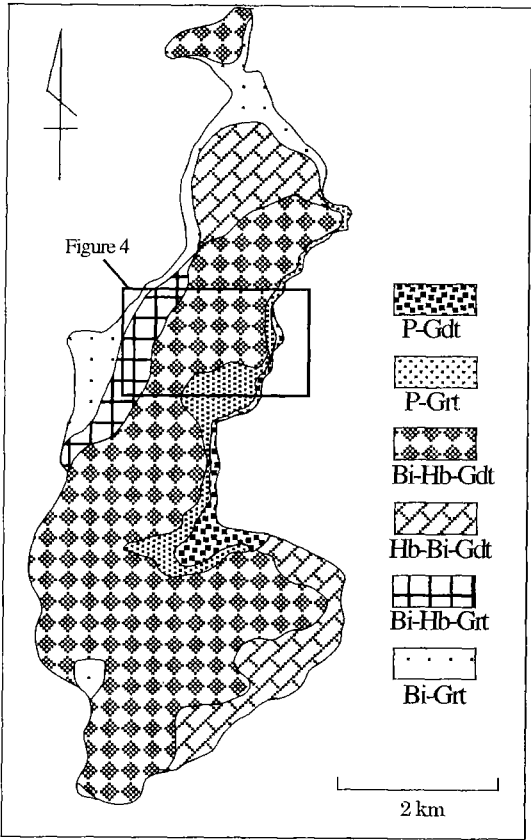 Figure 4
P-Gdt
P-Grt
Bi-Hb-Gdt
Hb-Bi-Gdt
Bi-Hb-Grt
Bi-Grt
2 km